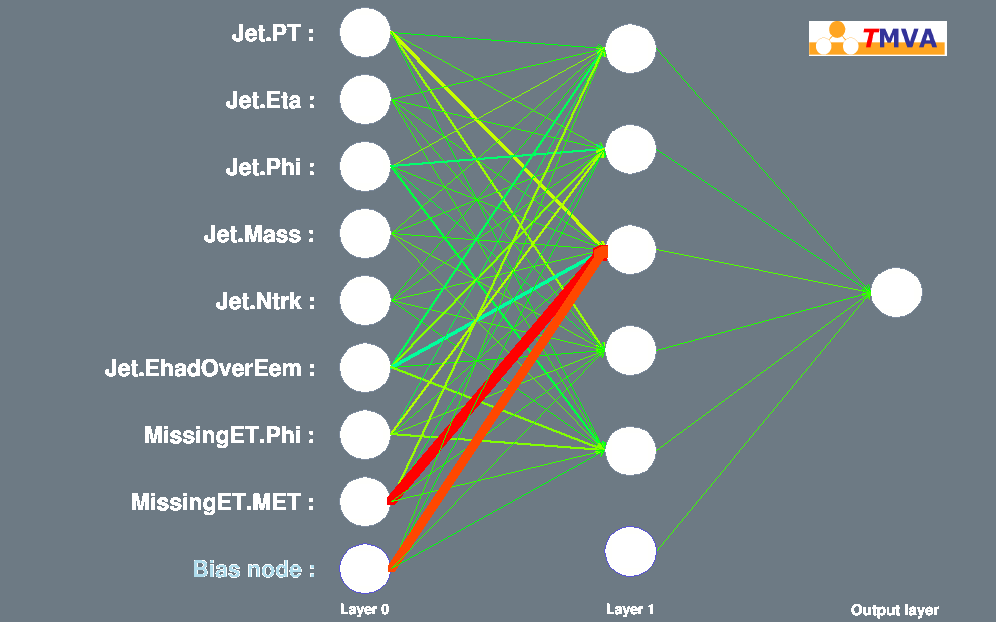 Jet.PT :
TMVA
Jet.Eta :
Jet.Phi :
Jet.Mass :
Jet.Ntrk :
Jet.EhadOverEem :
MissingET.Phi :
MissingET.MET :
Bias node :
Layer 0
Layer 1
Output layer